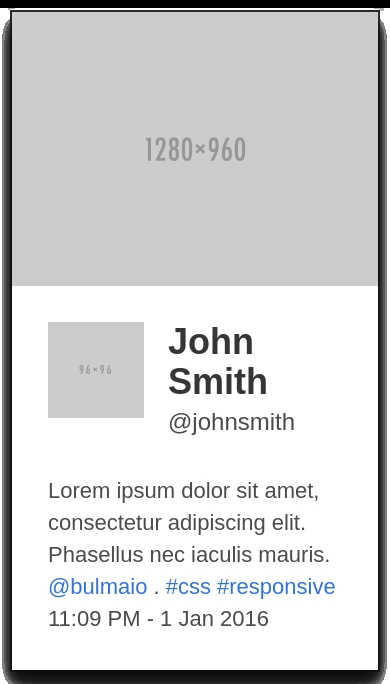 1280×960
96×96
John
Smith
@johnsmith
Lorem ipsum dolor sit amet,
consectetur adipiscing elit.
Phasellus nec iaculis mauris.
@bulmaio . #css #responsive
11:09 PM - 1 Jan 2016